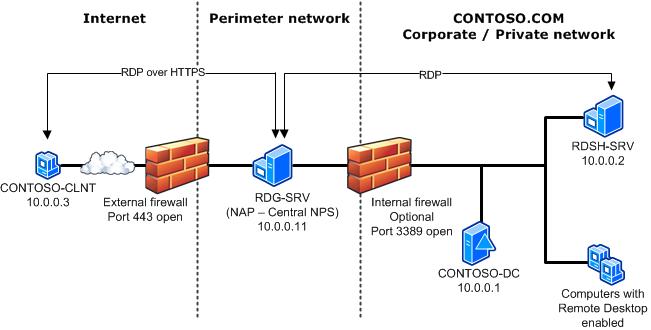 Internet
Perimeter network
CONTOSO.COM
Corporate / Private network
RDP over HTTPS
RDP
RDSH-SRV
10.0.0.2
CONTOSO-CLNT
10.0.0.3
External firewall
Port 443 open
RDG-SRV
(NAP – Central NPS)
10.0.0.11
Internal firewall
Optional
Port 3389 open
CONTOSO-DC
10.0.0.1
Computers with
Remote Desktop
enabled